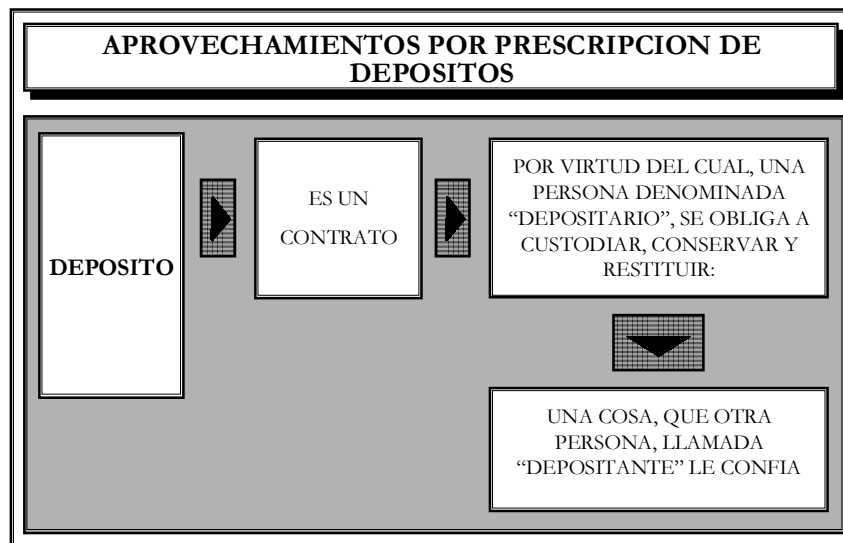 APROVECHAMIENTOS POR PRESCRIPCION DE
DEPOSITOS
DEPOSITO
ES UN
CONTRATO
POR VIRTUD DEL CUAL, UNA
PERSONA DENOMINADA
“DEPOSITARIO”, SE OBLIGA A
CUSTODIAR, CONSERVAR Y
RESTITUIR:
UNA COSA, QUE OTRA
PERSONA, LLAMADA
“DEPOSITANTE” LE CONFIA